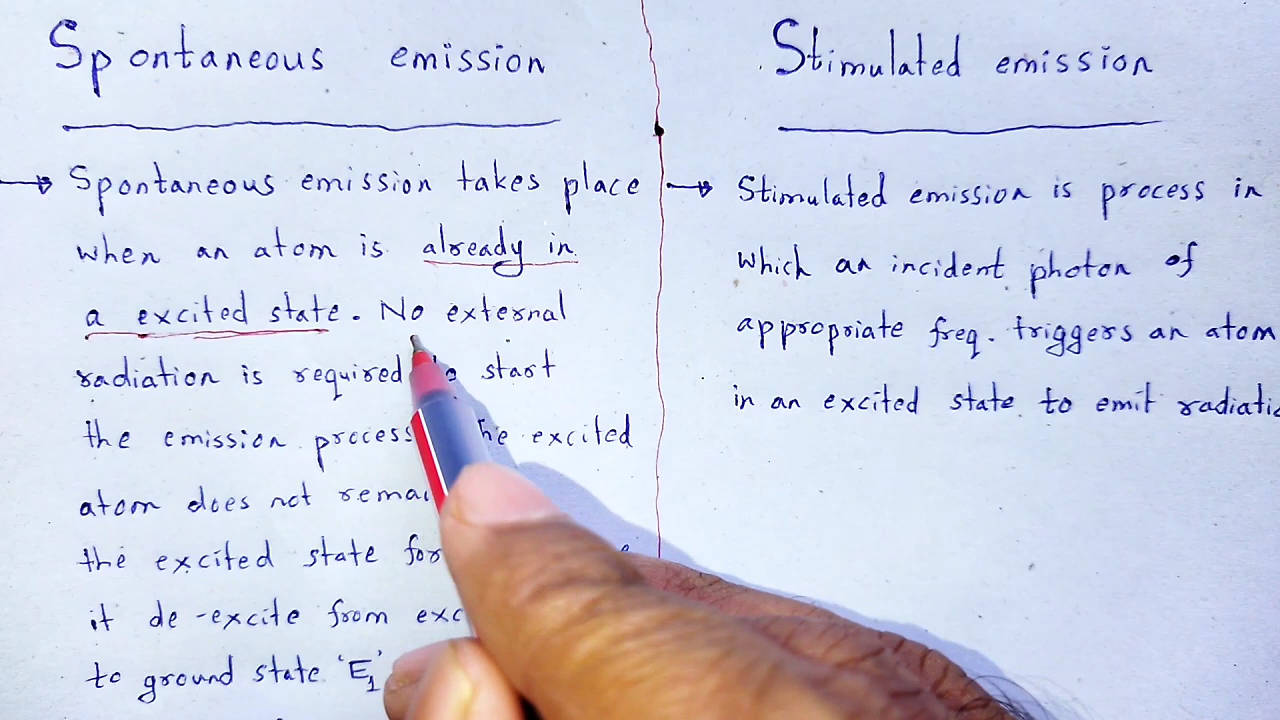 Spontaneous emission
Spontaneous emission takes place
when an atom is already in
a excited state. No external
radiation is required start
the emission process excited
atom does not
the excited state for
it de-excite from
to ground state 'E1'
Stimulated emission
Stimulated emission is process in
which an incident photon of
appropriate freq. triggers an atom
in an excited state to emit